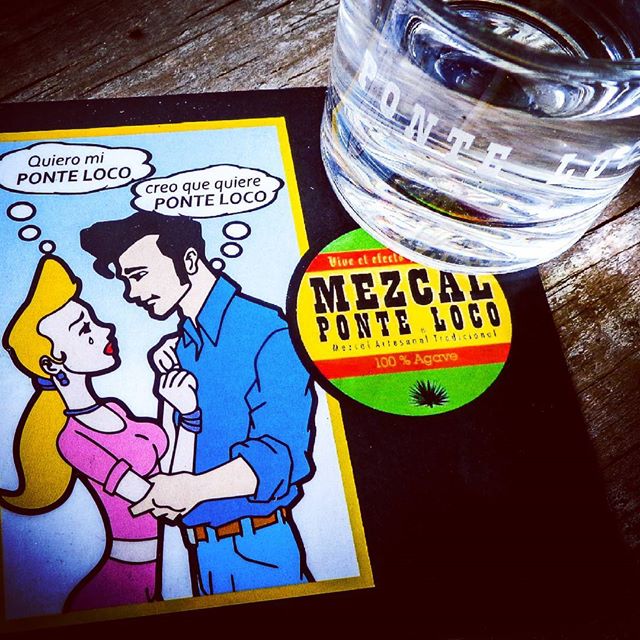 Quiero mi
PONTE LOCO
creo que quiere
PONTE LOCO
PONTE LO
Vive el efecto
MEZCAL
PONTE LOCO
Mezcal Artesanal Tradicional
100 % Agave